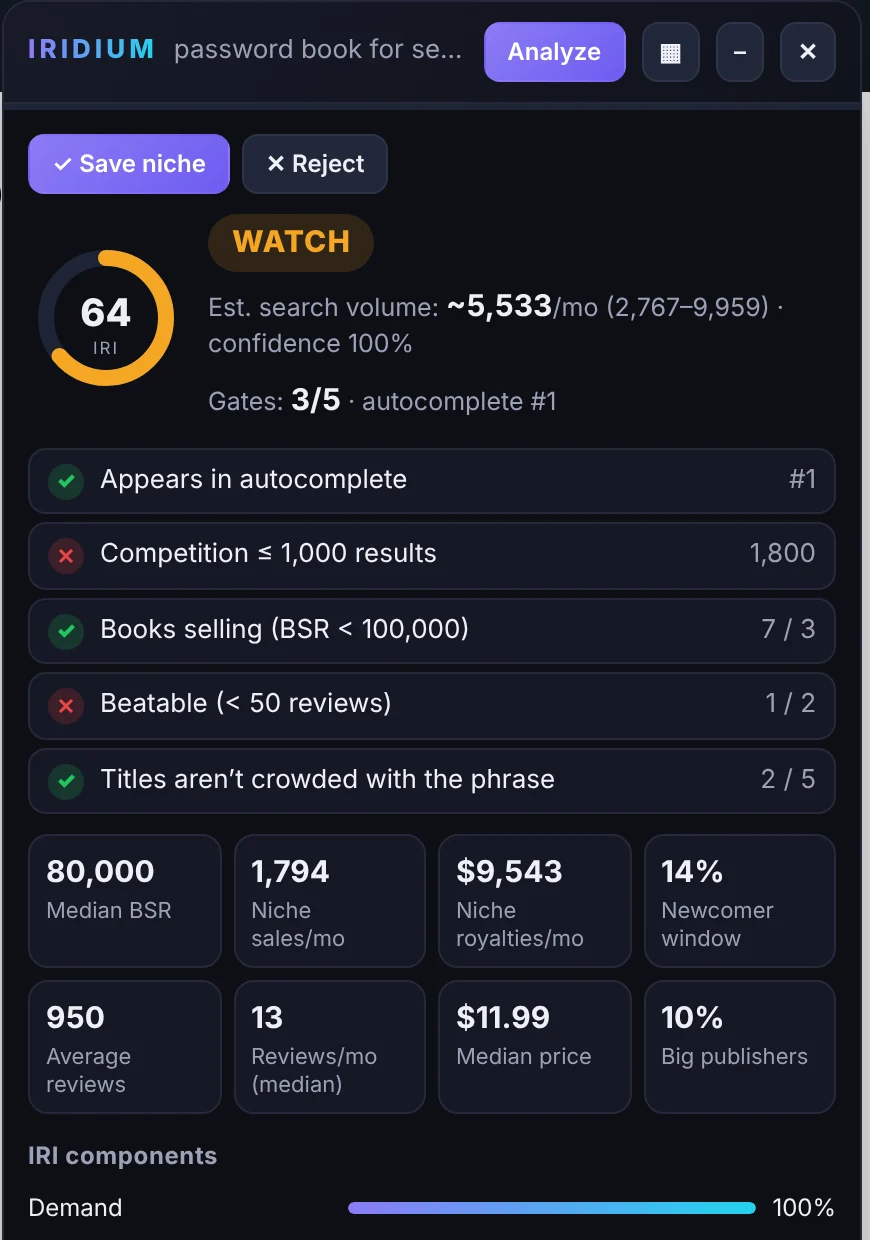 IRIDIUM password book for se... Analyze ▦ – ✕
✓ Save niche ✕ Reject
WATCH
64
IRI
Est. search volume: ~5,533/mo (2,767–9,959) ·
confidence 100%
Gates: 3/5 · autocomplete #1
Appears in autocomplete #1
Competition ≤ 1,000 results 1,800
Books selling (BSR < 100,000) 7 / 3
Beatable (< 50 reviews) 1 / 2
Titles aren’t crowded with the phrase 2 / 5
80,000 1,794 $9,543 14%
Median BSR Niche Niche Newcomer
sales/mo royalties/mo window
950 13 $11.99 10%
Average Reviews/mo Median price Big publishers
reviews (median)
IRI components
Demand 100%